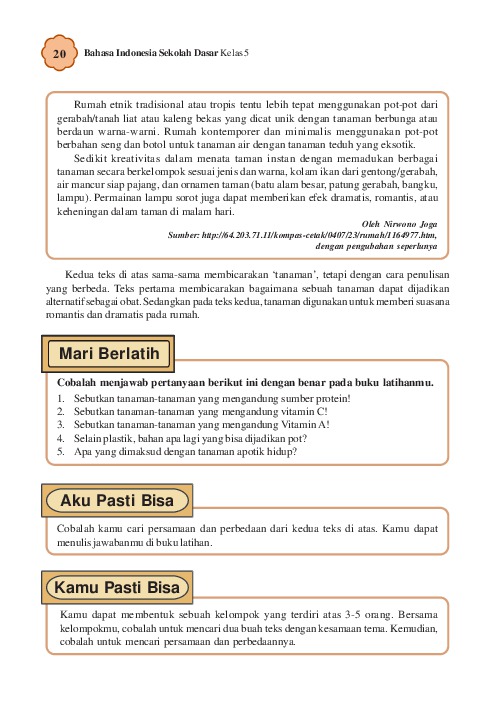 20
Bahasa Indonesia Sekolah Dasar Kelas 5
Rumah etnik tradisional atau tropis tentu lebih tepat menggunakan pot-pot dari
gerabah/tanah liat atau kaleng bekas yang dicat unik dengan tanaman berbunga atau
berdaun warna-warni. Rumah kontemporer dan minimalis menggunakan pot-pot
berbahan seng dan botol untuk tanaman air dengan tanaman teduh yang eksotik.
Sedikit kreativitas dalam menata taman instan dengan memadukan berbagai
tanaman secara berkelompok sesuai jenis dan warna, kolam ikan dari gentong/gerabah,
air mancur siap pajang, dan ornamen taman (batu alam besar, patung gerabah, bangku,
lampu). Permainan lampu sorot juga dapat memberikan efek dramatis, romantis, atau
keheningan dalam taman di malam hari.
Oleh Nirwono Joga
Sumber: http://64.203.71.11/kompas-cetak/0407/23/rumah/1164977.htm,
dengan pengubahan seperlunya
Kedua teks di atas sama-sama membicarakan ‘tanaman’, tetapi dengan cara penulisan
yang berbeda. Teks pertama membicarakan bagaimana sebuah tanaman dapat dijadikan
alternatif sebagai obat. Sedangkan pada teks kedua, tanaman digunakan untuk memberi suasana
romantis dan dramatis pada rumah.
Mari Berlatih
Cobalah menjawab pertanyaan berikut ini dengan benar pada buku latihanmu.
1. Sebutkan tanaman-tanaman yang mengandung sumber protein!
2. Sebutkan tanaman-tanaman yang mengandung vitamin C!
3. Sebutkan tanaman-tanaman yang mengandung Vitamin A!
4. Selain plastik, bahan apa lagi yang bisa dijadikan pot?
5. Apa yang dimaksud dengan tanaman apotik hidup?
Aku Pasti Bisa
Cobalah kamu cari persamaan dan perbedaan dari kedua teks di atas. Kamu dapat
menulis jawabanmu di buku latihan.
Kamu Pasti Bisa
Kamu dapat membentuk sebuah kelompok yang terdiri atas 3-5 orang. Bersama
kelompokmu, cobalah untuk mencari dua buah teks dengan kesamaan tema. Kemudian,
cobalah untuk mencari persamaan dan perbedaannya.